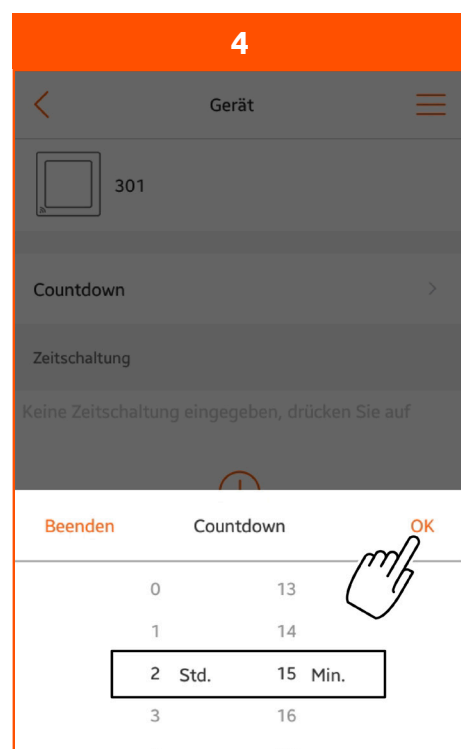 4
Gerät
301
Countdown
Zeitschaltung
Keine Zeitschaltung eingegeben, drücken Sie auf
Beenden Countdown OK
0 13
1 14
2 Std. 15 Min.
3 16